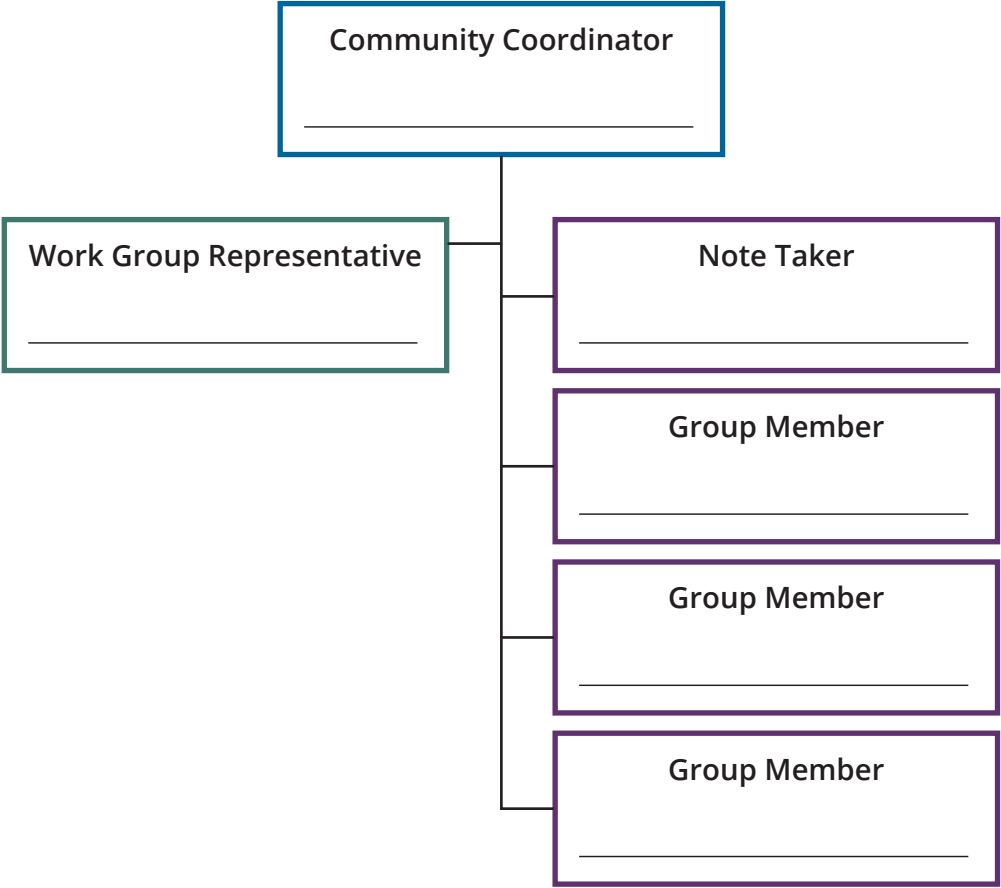 Community Coordinator
Work Group Representative
Note Taker
Group Member
Group Member
Group Member